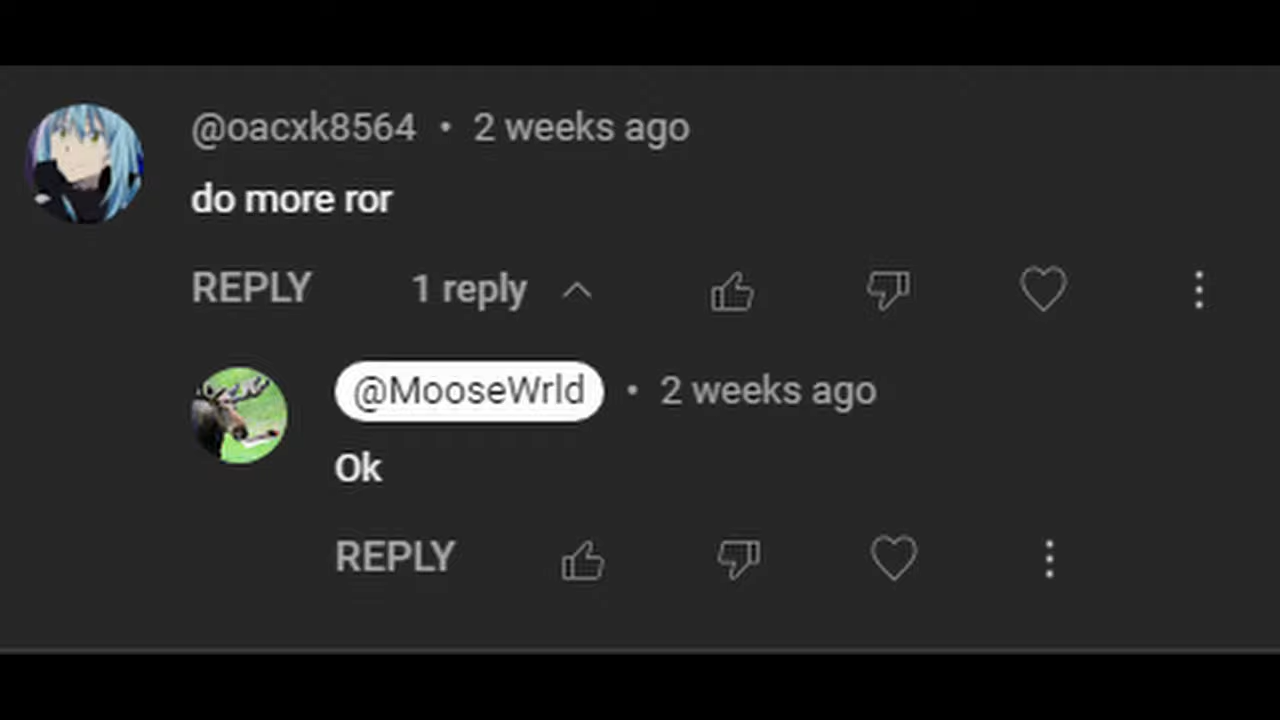 @oacxk8564 • 2 weeks ago
do more ror
REPLY 1 reply
@MooseWrld • 2 weeks ago
Ok
REPLY